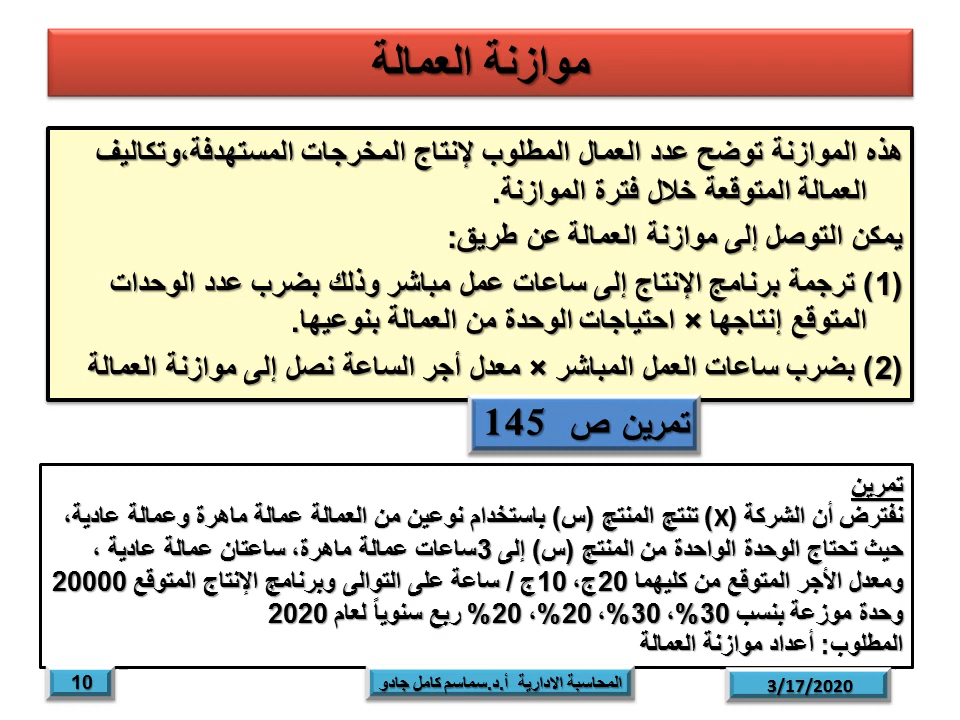 موازنة العمالة
هذه الموازنة توضح عدد العمال المطلوب لإنتاج المخرجات المستهدفة،وتكاليف
العمالة المتوقعة خلال فترة الموازنة.
يمكن التوصل إلى موازنة العمالة عن طريق:
(1) ترجمة برنامج الإنتاج إلى ساعات عمل مباشر وذلك بضرب عدد الوحدات
المتوقع إنتاجها × احتياجات الوحدة من العمالة بنوعيها.
(2) بضرب ساعات العمل المباشر × معدل أجر الساعة نصل إلى موازنة العمالة
تمرين ص 145
تمرين
نفترض أن الشركة (x) تنتج المنتج (س) باستخدام نوعين من العمالة عمالة ماهرة وعمالة عادية،
حيث تحتاج الوحدة الواحدة من المنتج (س) إلى 3ساعات عمالة ماهرة، ساعتان عمالة عادية ،
ومعدل الأجر المتوقع من كليهما 20ج، 10ج / ساعة على التوالى وبرنامج الإنتاج المتوقع 20000
وحدة موزعة بنسب 30%، 30%، 20%، 20% ربع سنوياً لعام 2020
المطلوب: أعداد موازنة العمالة
3/17/2020
المحاسبة الادارية أ.د.سماسم كامل جادو
10